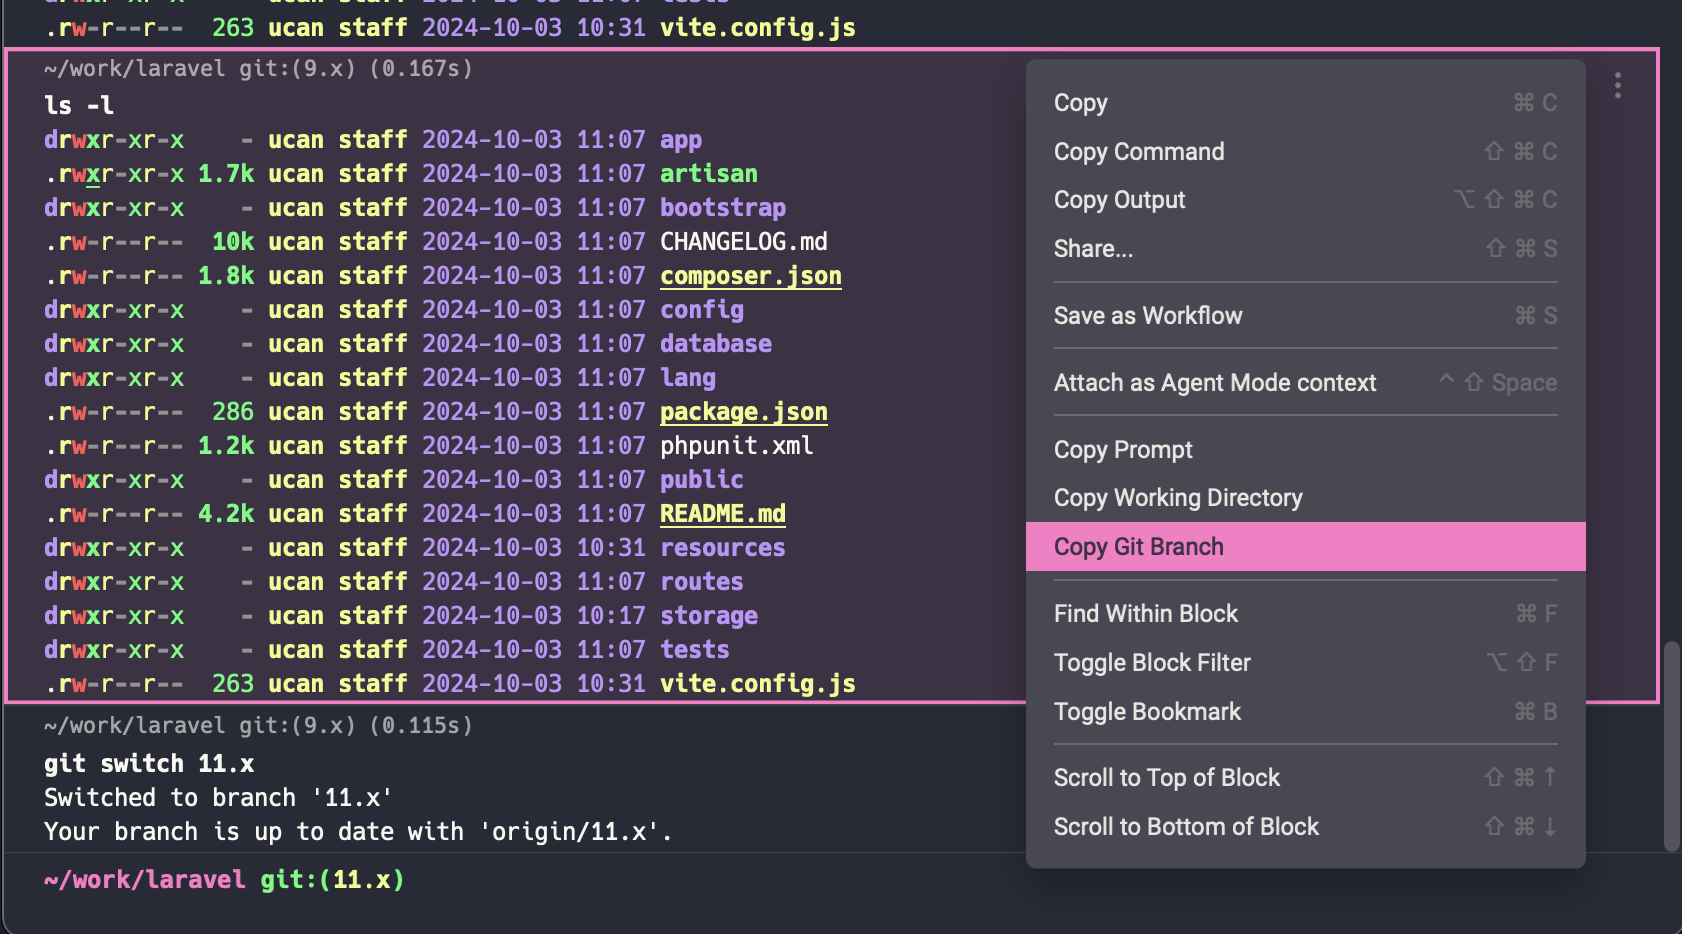 drwxr-xr-x    - ucan staff 2024-10-03 11:07 tests
.rw-r--r--  263 ucan staff 2024-10-03 10:31 vite.config.js
~/work/laravel git:(9.x) (0.167s)
ls -l
drwxr-xr-x    - ucan staff 2024-10-03 11:07 app
.rwxr-xr-x 1.7k ucan staff 2024-10-03 11:07 artisan
drwxr-xr-x    - ucan staff 2024-10-03 11:07 bootstrap
.rw-r--r--  10k ucan staff 2024-10-03 11:07 CHANGELOG.md
.rw-r--r-- 1.8k ucan staff 2024-10-03 11:07 composer.json
drwxr-xr-x    - ucan staff 2024-10-03 11:07 config
drwxr-xr-x    - ucan staff 2024-10-03 11:07 database
drwxr-xr-x    - ucan staff 2024-10-03 11:07 lang
.rw-r--r--  286 ucan staff 2024-10-03 11:07 package.json
.rw-r--r-- 1.2k ucan staff 2024-10-03 11:07 phpunit.xml
drwxr-xr-x    - ucan staff 2024-10-03 11:07 public
.rw-r--r-- 4.2k ucan staff 2024-10-03 11:07 README.md
drwxr-xr-x    - ucan staff 2024-10-03 10:31 resources
drwxr-xr-x    - ucan staff 2024-10-03 11:07 routes
drwxr-xr-x    - ucan staff 2024-10-03 10:17 storage
drwxr-xr-x    - ucan staff 2024-10-03 11:07 tests
.rw-r--r--  263 ucan staff 2024-10-03 10:31 vite.config.js
~/work/laravel git:(9.x) (0.115s)
git switch 11.x
Switched to branch '11.x'
Your branch is up to date with 'origin/11.x'.
~/work/laravel git:(11.x)
Copy ⌘ C
Copy Command ⇧ ⌘ C
Copy Output ⌥ ⇧ ⌘ C
Share... ⇧ ⌘ S
Save as Workflow ⌘ S
Attach as Agent Mode context ^ ⇧ Space
Copy Prompt
Copy Working Directory
Copy Git Branch
Find Within Block ⌘ F
Toggle Block Filter ⌥ ⇧ F
Toggle Bookmark ⌘ B
Scroll to Top of Block ⇧ ⌘ ↑
Scroll to Bottom of Block ⇧ ⌘ ↓